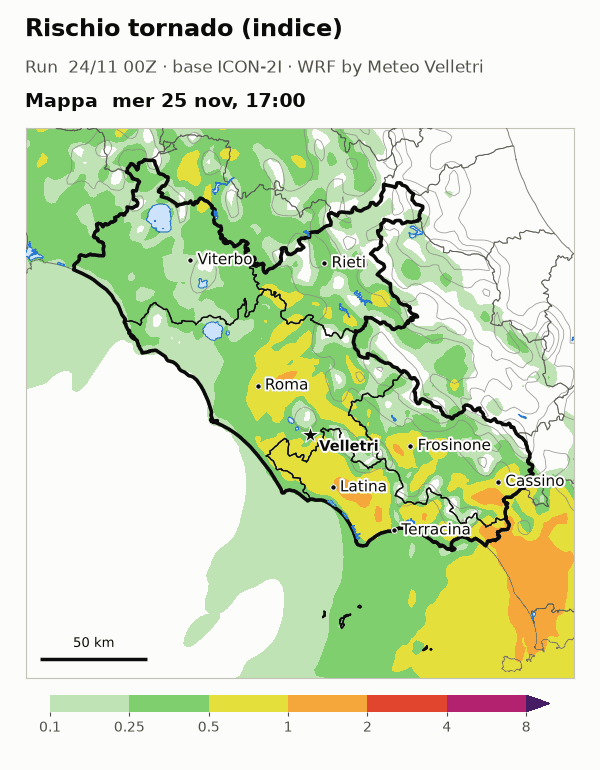 Rischio tornado (indice)
Run  24/11 00Z · base ICON-2I · WRF by Meteo Velletri
Mappa  mer 25 nov, 17:00
Viterbo
Rieti
Roma
Velletri
Frosinone
Cassino
Latina
Terracina
50 km
0.1 0.25 0.5 1 2 4 8